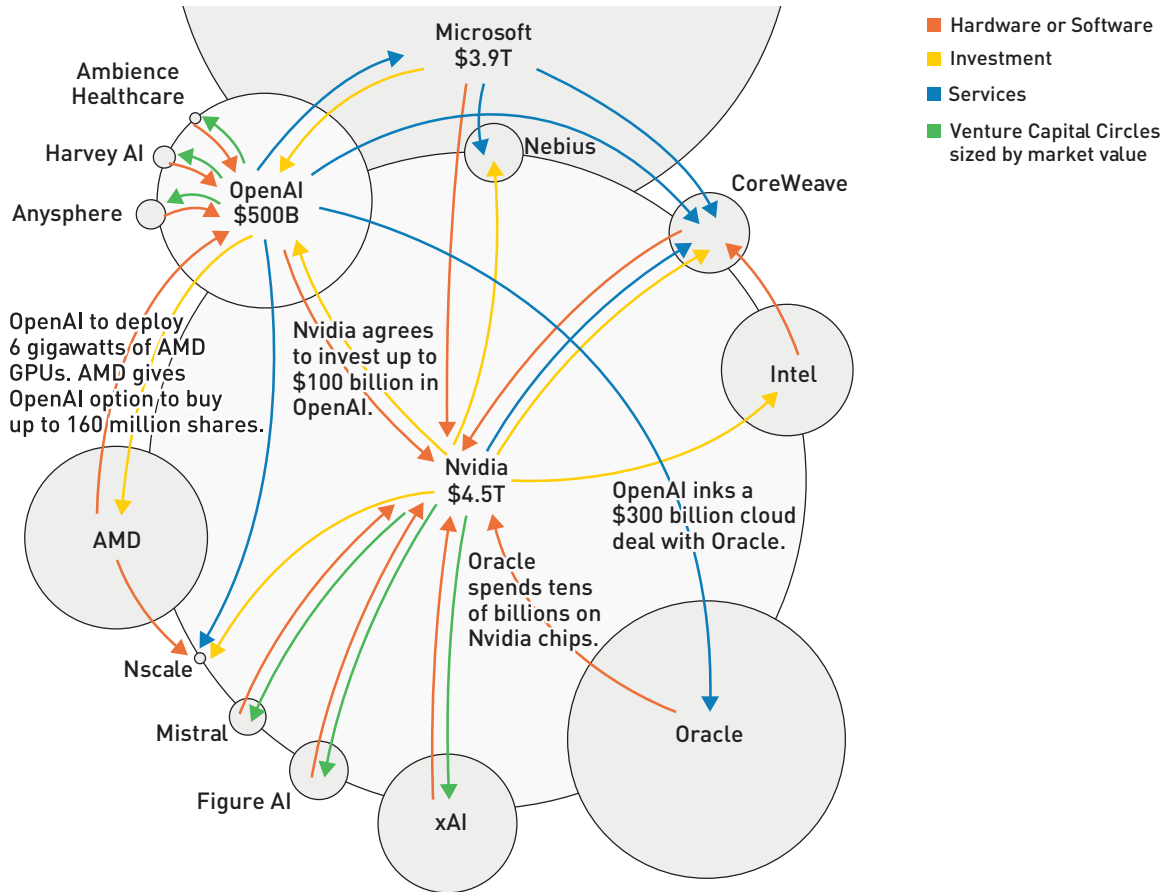 Microsoft
$3.9T
Hardware or Software
Investment
Services
Venture Capital Circles
sized by market value
Ambience
Healthcare
Harvey AI
Anysphere
OpenAI
$500B
Nebius
CoreWeave
OpenAI to deploy
6 gigawatts of AMD
GPUs. AMD gives
OpenAI option to buy
up to 160 million shares.
Nvidia agrees
to invest up to
$100 billion in
OpenAI.
Intel
Nvidia
$4.5T
OpenAI inks a
$300 billion cloud
deal with Oracle.
AMD
Oracle
spends tens
of billions on
Nvidia chips.
Nscale
Mistral
Figure AI
xAI
Oracle